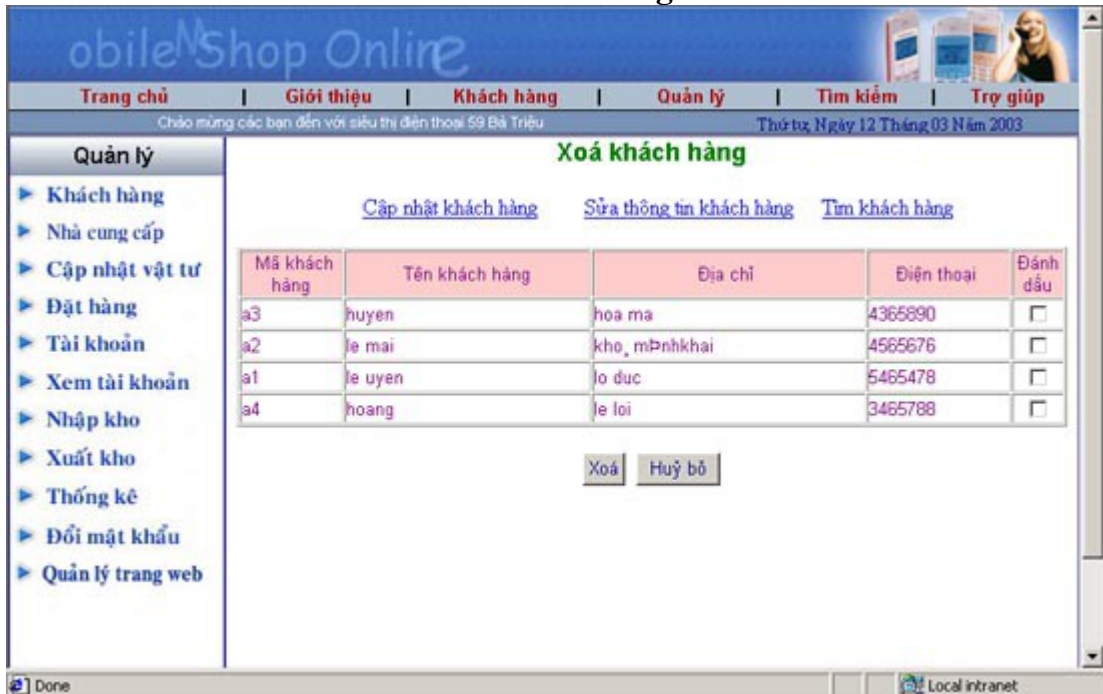 obileNShop Online
Trang chủ | Giới thiệu | Khách hàng | Quản lý | Tìm kiếm | Trợ giúp
Chào mừng các bạn đến với siêu thị điện thoại 59 Bà Triệu Thứ tư, Ngày 12 Tháng 03 Năm 2003
Quản lý
Khách hàng
Nhà cung cấp
Cập nhật vật tư
Đặt hàng
Tài khoản
Xem tài khoản
Nhập kho
Xuất kho
Thống kê
Đổi mật khẩu
Quản lý trang web
Xoá khách hàng
Cập nhật khách hàng Sửa thông tin khách hàng Tìm khách hàng
Mã khách hàng Tên khách hàng Địa chỉ Điện thoại Đánh dấu
a3 huyen hoa ma 4365890
a2 le mai kho¸ mÞnhkhai 4565676
a1 le uyen lo duc 5465478
a4 hoang le loi 3465788
Xoá Huỷ bỏ
Done Local intranet